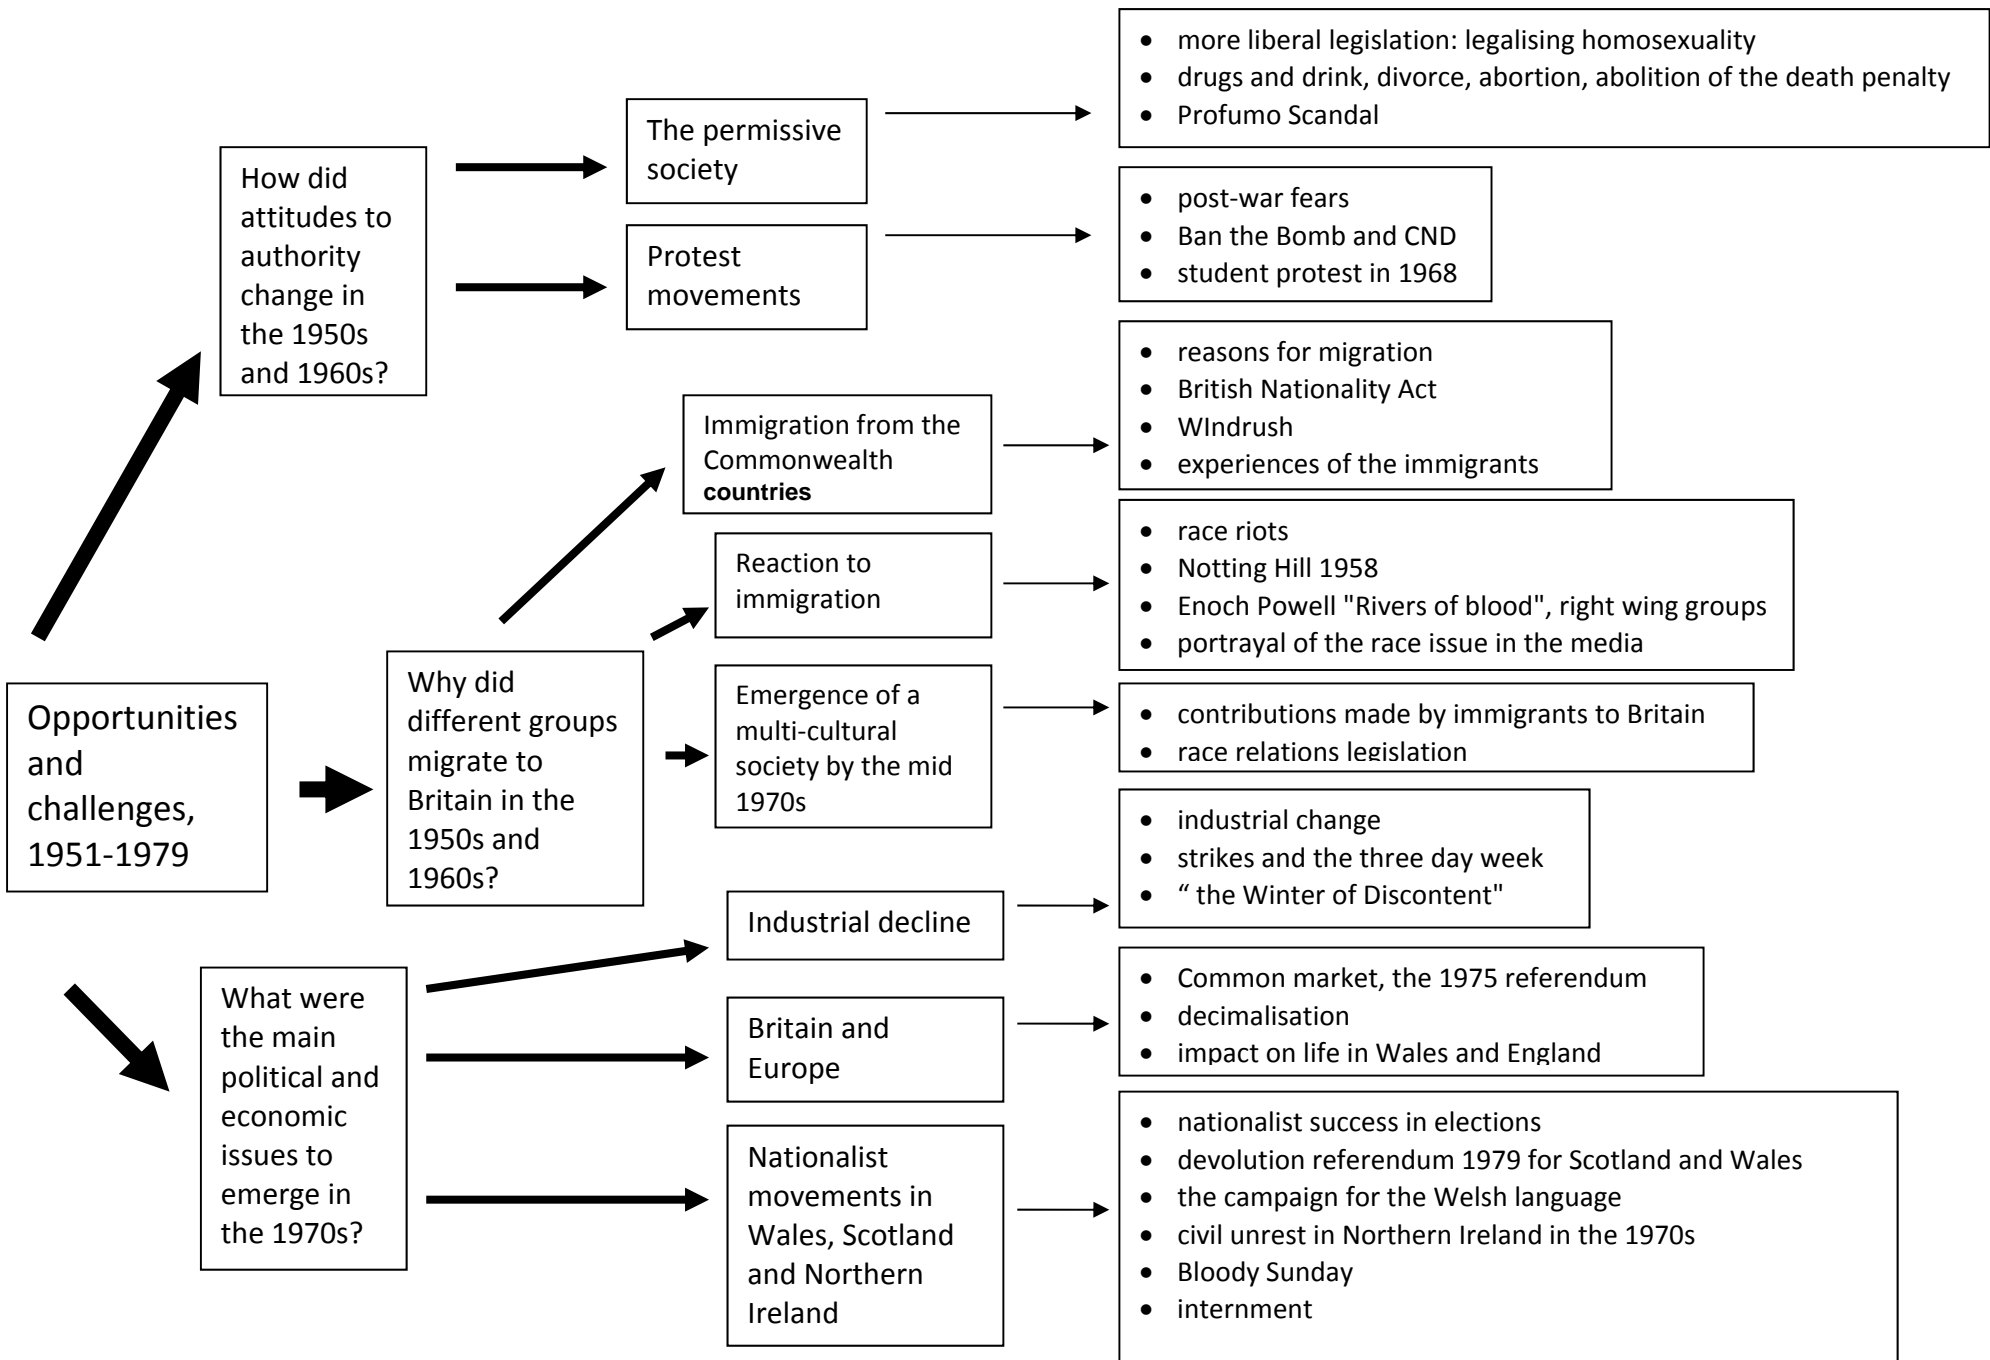 Opportunities
and
challenges,
1951-1979
How did
attitudes to
authority
change in
the 1950s
and 1960s?
The permissive
society
• more liberal legislation: legalising homosexuality
• drugs and drink, divorce, abortion, abolition of the death penalty
• Profumo Scandal
Protest
movements
• post-war fears
• Ban the Bomb and CND
• student protest in 1968
Why did
different groups
migrate to
Britain in the
1950s and
1960s?
Immigration from the
Commonwealth
countries
• reasons for migration
• British Nationality Act
• WIndrush
• experiences of the immigrants
Reaction to
immigration
• race riots
• Notting Hill 1958
• Enoch Powell "Rivers of blood", right wing groups
• portrayal of the race issue in the media
Emergence of a
multi-cultural
society by the mid
1970s
• contributions made by immigrants to Britain
• race relations legislation
What were
the main
political and
economic
issues to
emerge in
the 1970s?
Industrial decline
• industrial change
• strikes and the three day week
• “ the Winter of Discontent"
Britain and
Europe
• Common market, the 1975 referendum
• decimalisation
• impact on life in Wales and England
Nationalist
movements in
Wales, Scotland
and Northern
Ireland
• nationalist success in elections
• devolution referendum 1979 for Scotland and Wales
• the campaign for the Welsh language
• civil unrest in Northern Ireland in the 1970s
• Bloody Sunday
• internment